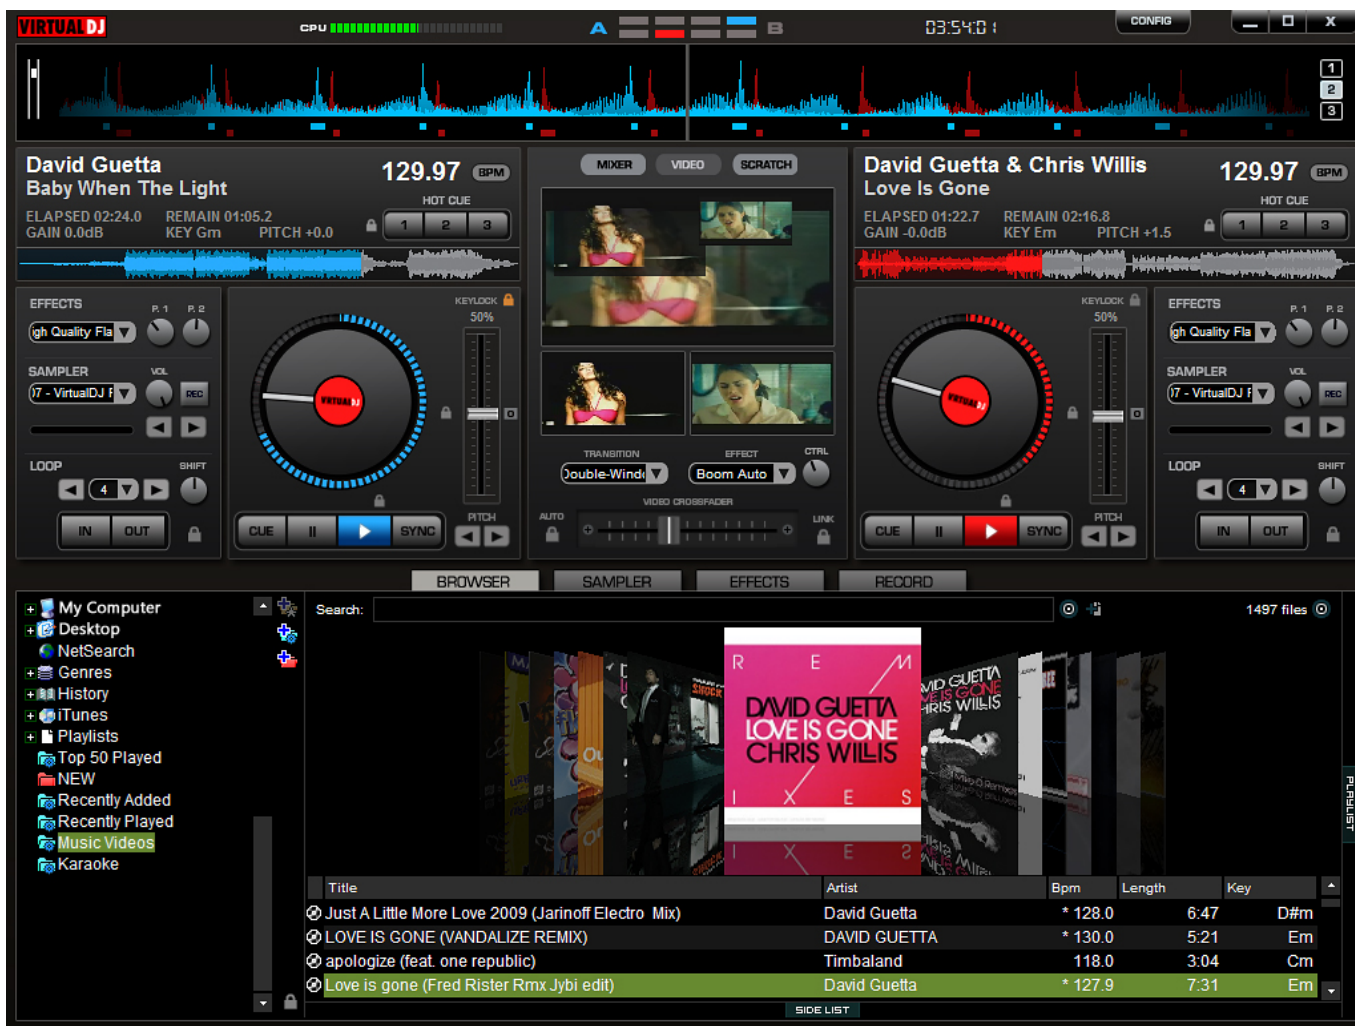 VIRTUAL DJ
CPU
A
B
03:54:01
CONFIG
X
1
2
3
David Guetta
Baby When The Light
129.97 BPM
ELAPSED 02:24.0 REMAIN 01:05.2
GAIN 0.0dB KEY Gm PITCH +0.0
HOT CUE
1 2 3
MIXER VIDEO SCRATCH
David Guetta & Chris Willis
Love Is Gone
129.97 BPM
ELAPSED 01:22.7 REMAIN 02:16.8
GAIN -0.0dB KEY Em PITCH +1.5
HOT CUE
1 2 3
EFFECTS
P. 1 P. 2
gh Quality Fla
SAMPLER
VOL
07 - VirtualDJ F
REC
LOOP
SHIFT
4
IN OUT
KEYLOCK
50%
VIRTUAL DJ
CUE II SYNC
PITCH
TRANSITION EFFECT CTRL
Double-Wind Boom Auto
VIDEO CROSSFADER
AUTO
LINK
KEYLOCK
50%
VIRTUAL DJ
CUE II SYNC
PITCH
EFFECTS
P. 1 P. 2
gh Quality Fla
SAMPLER
VOL
07 - VirtualDJ F
REC
LOOP
SHIFT
4
IN OUT
BROWSER SAMPLER EFFECTS RECORD
My Computer
Desktop
NetSearch
Genres
History
iTunes
Playlists
Top 50 Played
NEW
Recently Added
Recently Played
Music Videos
Karaoke
Search:
1497 files
R E M
DAVID GUETTA
LOVE IS GONE
CHRIS WILLIS
I X E S
PLAYLIST
Title Artist Bpm Length Key
Just A Little More Love 2009 (Jarinoff Electro Mix) David Guetta * 128.0 6:47 D#m
LOVE IS GONE (VANDALIZE REMIX) DAVID GUETTA * 130.0 5:21 Em
apologize (feat. one republic) Timbaland 118.0 3:04 Cm
Love is gone (Fred Rister Rmx Jybi edit) David Guetta * 127.9 7:31 Em
SIDE LIST